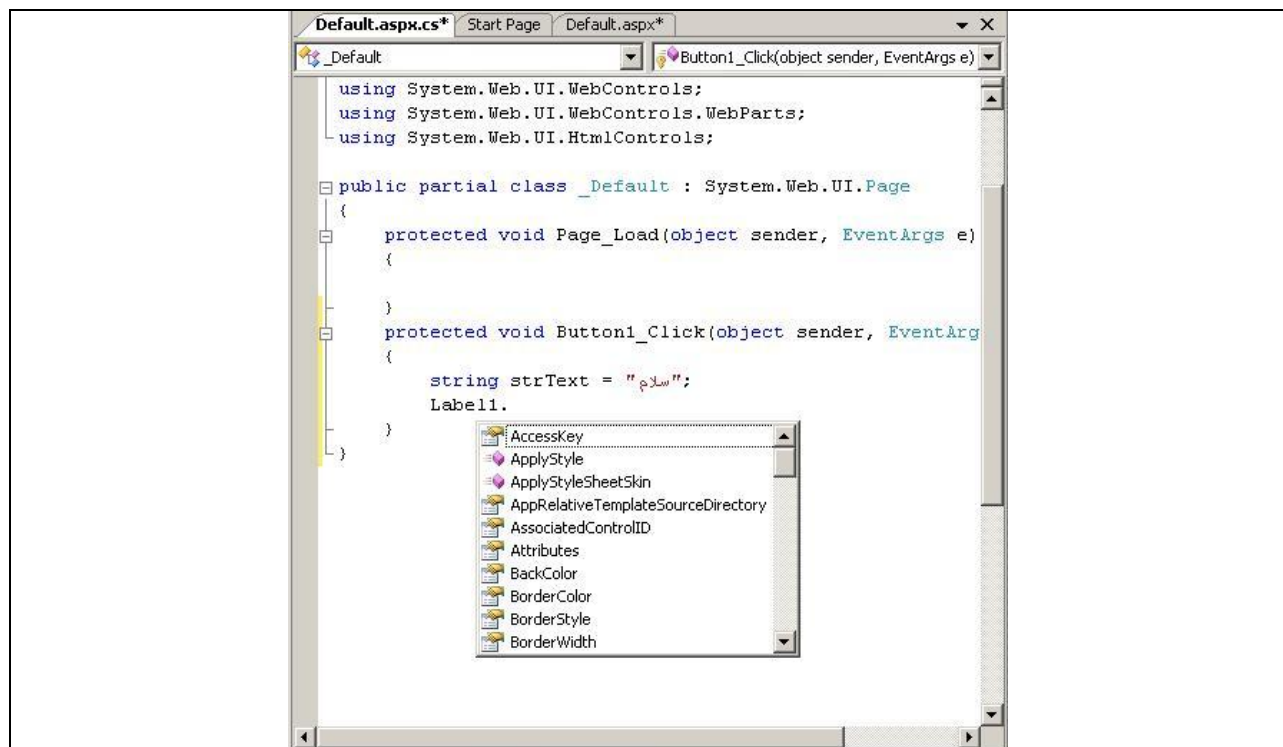 Default.aspx.cs* Start Page Default.aspx*
_Default Button1_Click(object sender, EventArgs e)
using System.Web.UI.WebControls;
using System.Web.UI.WebControls.WebParts;
using System.Web.UI.HtmlControls;
public partial class _Default : System.Web.UI.Page
{
protected void Page_Load(object sender, EventArgs e)
{
}
protected void Button1_Click(object sender, EventArg
{
string strText = "سلام";
Label1.
}
}
AccessKey
ApplyStyle
ApplyStyleSheetSkin
AppRelativeTemplateSourceDirectory
AssociatedControlID
Attributes
BackColor
BorderColor
BorderStyle
BorderWidth